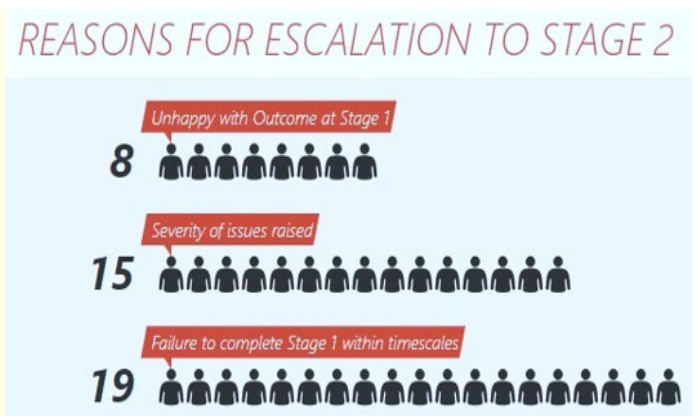 REASONS FOR ESCALATION TO STAGE 2
Unhappy with Outcome at Stage 1
8
Severity of issues raised
15
Failure to complete Stage 1 within timescales
19